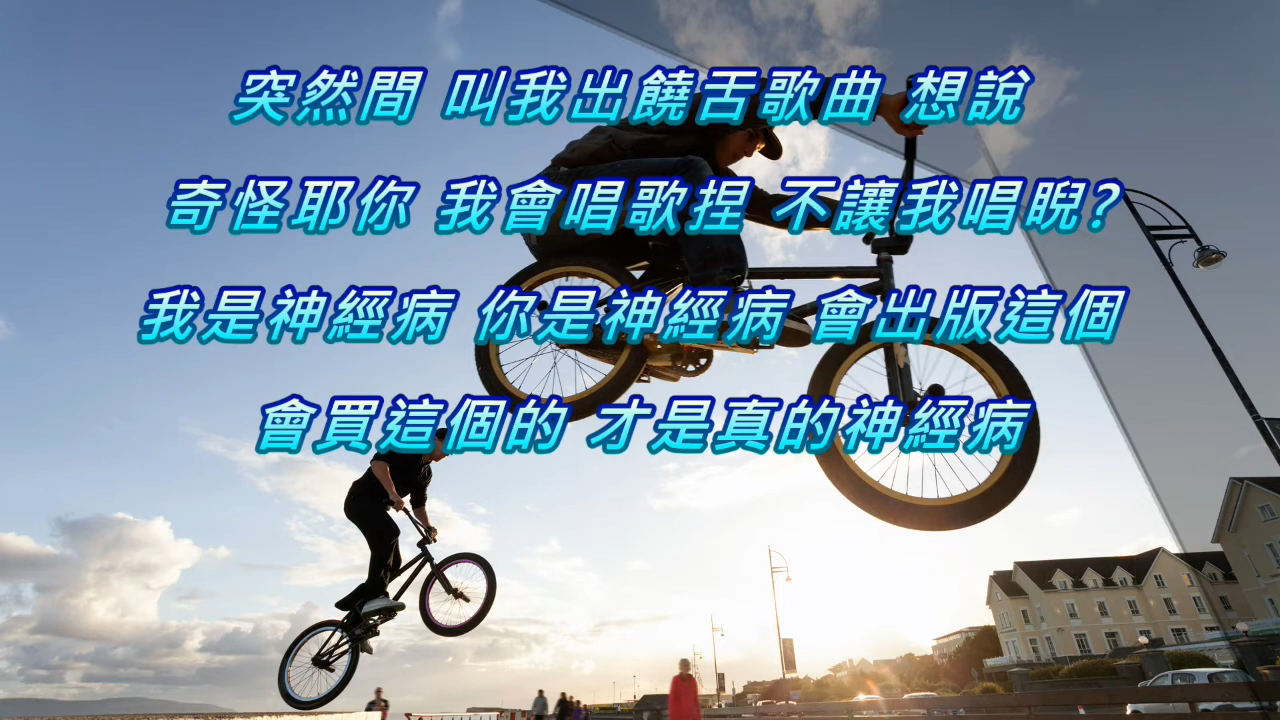 突然間 叫我出饒舌歌曲 想說
奇怪耶你 我會唱歌捏 不讓我唱睨?
我是神經病 你是神經病 會出版這個
會買這個的 才是真的神經病